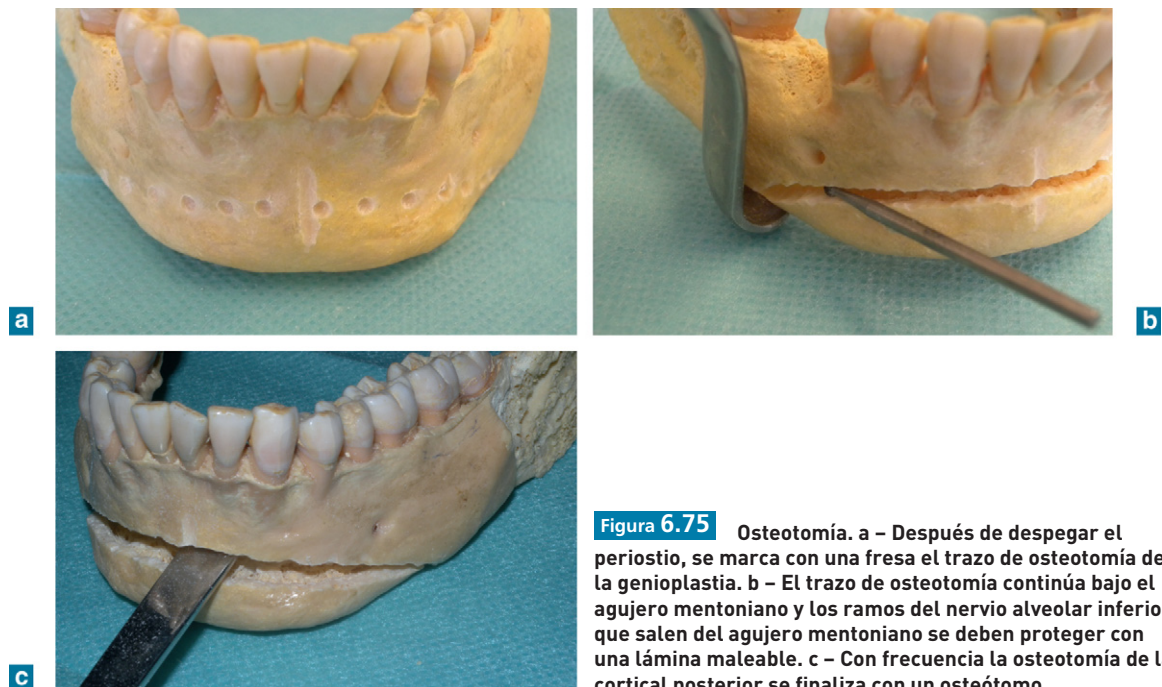 a
b
c
Figura 6.75 Osteotomía. a – Después de despegar el
periostio, se marca con una fresa el trazo de osteotomía de
la genioplastia. b – El trazo de osteotomía continúa bajo el
agujero mentoniano y los ramos del nervio alveolar inferio
que salen del agujero mentoniano se deben proteger con
una lámina maleable. c – Con frecuencia la osteotomía de l
cortical posterior se finaliza con un osteótomo